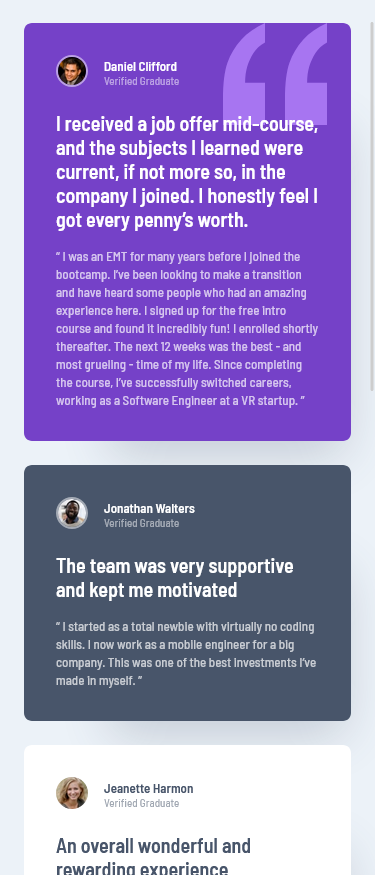 Daniel Clifford
Verified Graduate
I received a job offer mid-course,
and the subjects I learned were
current, if not more so, in the
company I joined. I honestly feel I
got every penny’s worth.
“ I was an EMT for many years before I joined the
bootcamp. I’ve been looking to make a transition
and have heard some people who had an amazing
experience here. I signed up for the free intro
course and found it incredibly fun! I enrolled shortly
thereafter. The next 12 weeks was the best - and
most grueling - time of my life. Since completing
the course, I’ve successfully switched careers,
working as a Software Engineer at a VR startup. ”
Jonathan Walters
Verified Graduate
The team was very supportive
and kept me motivated
“ I started as a total newbie with virtually no coding
skills. I now work as a mobile engineer for a big
company. This was one of the best investments I’ve
made in myself. ”
Jeanette Harmon
Verified Graduate
An overall wonderful and
rewarding experience